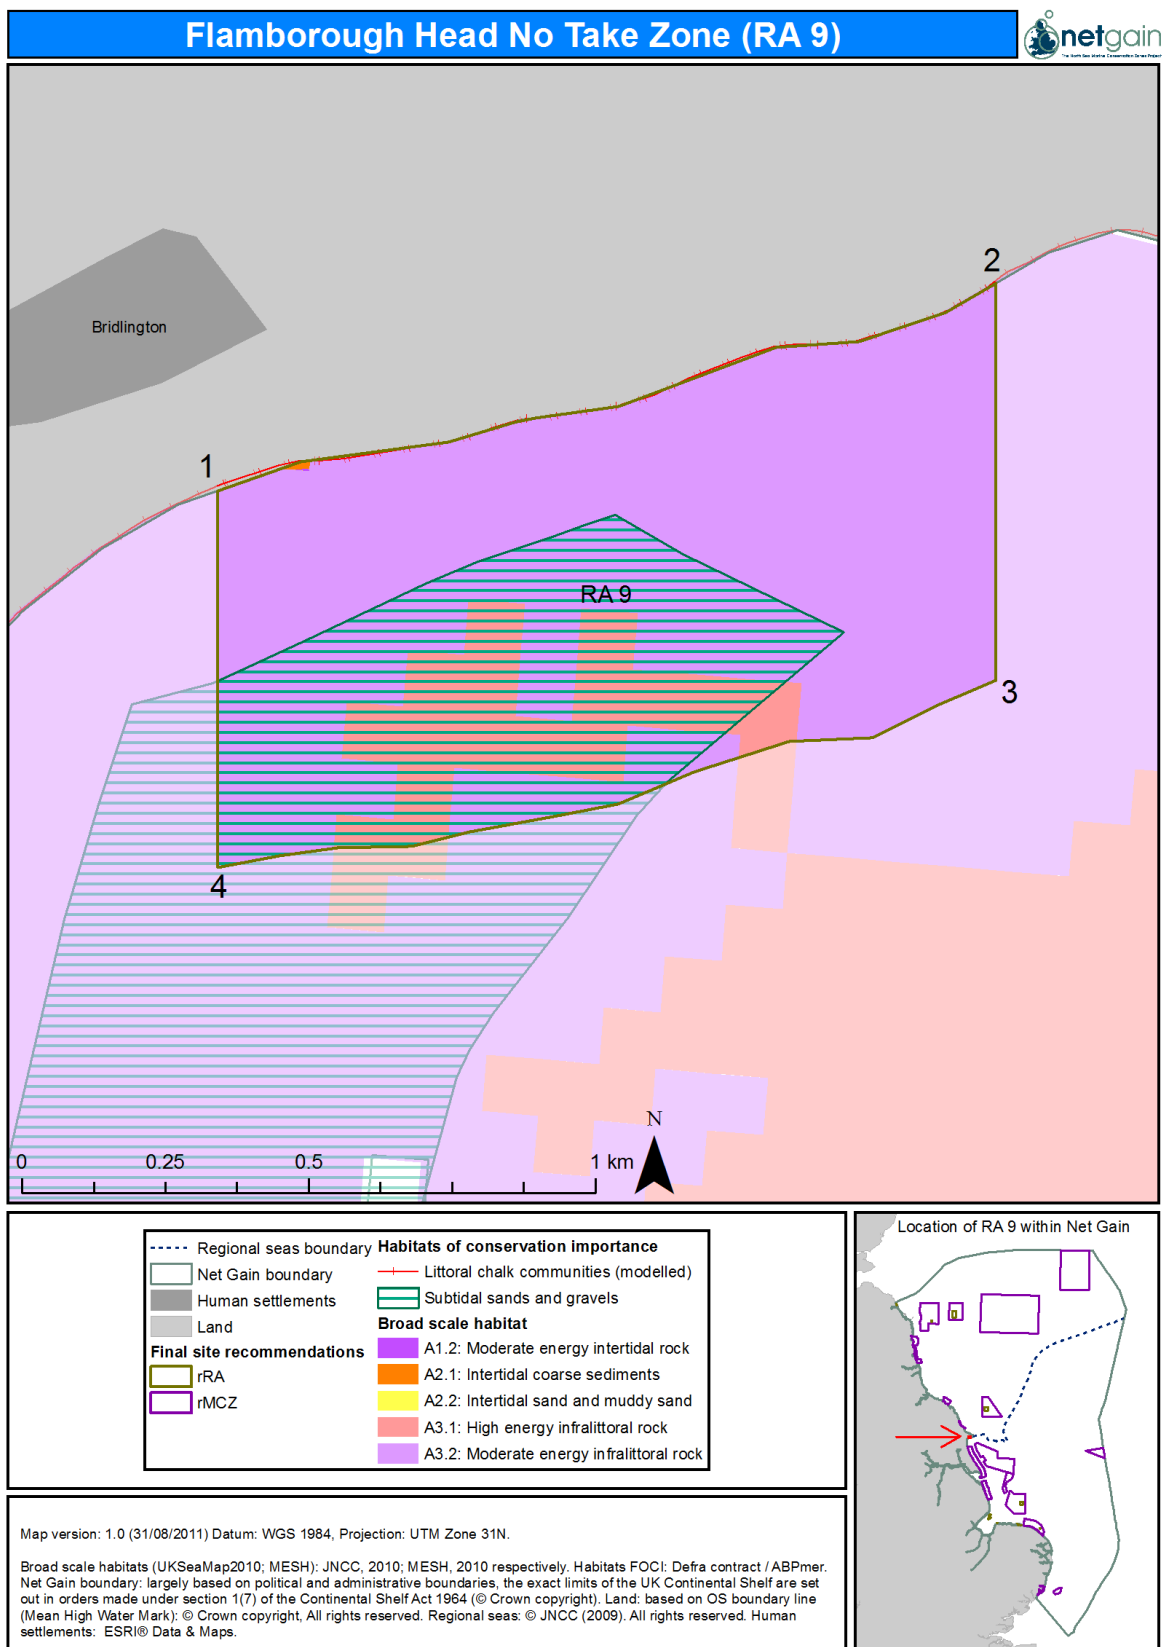 Flamborough Head No Take Zone (RA 9)
netgain
The North Sea Marine Conservation Zones Project
2
Bridlington
1
RA 9
3
4
N
0 0.25 0.5 1 km
Regional seas boundary
Net Gain boundary
Human settlements
Land
Final site recommendations
rRA
rMCZ
Habitats of conservation importance
Littoral chalk communities (modelled)
Subtidal sands and gravels
Broad scale habitat
A1.2: Moderate energy intertidal rock
A2.1: Intertidal coarse sediments
A2.2: Intertidal sand and muddy sand
A3.1: High energy infralittoral rock
A3.2: Moderate energy infralittoral rock
Location of RA 9 within Net Gain
Map version: 1.0 (31/08/2011) Datum: WGS 1984, Projection: UTM Zone 31N.
Broad scale habitats (UKSeaMap2010; MESH): JNCC, 2010; MESH, 2010 respectively. Habitats FOCI: Defra contract / ABPmer.
Net Gain boundary: largely based on political and administrative boundaries, the exact limits of the UK Continental Shelf are set
out in orders made under section 1(7) of the Continental Shelf Act 1964 (© Crown copyright). Land: based on OS boundary line
(Mean High Water Mark): © Crown copyright, All rights reserved. Regional seas: © JNCC (2009). All rights reserved. Human
settlements: ESRI® Data & Maps.